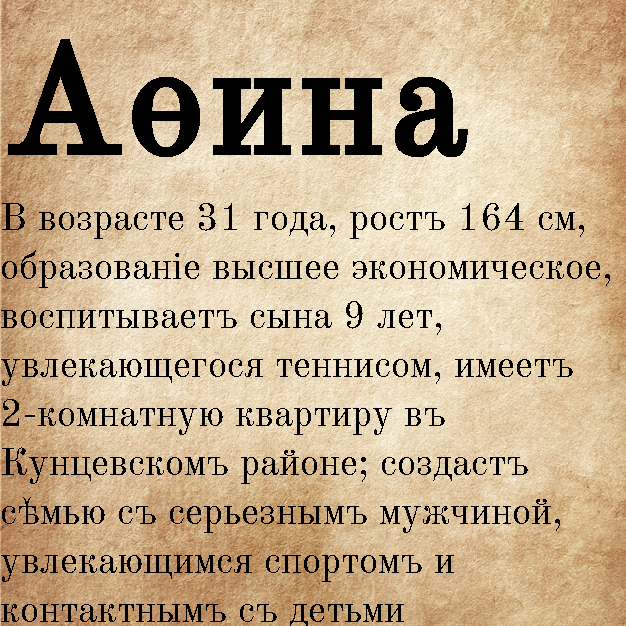 Аѳина
В возрасте 31 года, ростъ 164 см,
образованіе высшее экономическое,
воспитываетъ сына 9 лет,
увлекающегося теннисом, имеетъ
2-комнатную квартиру въ
Кунцевскомъ районе; создастъ
сѣмью съ серьезнымъ мужчиной,
увлекающимся спортомъ и
контактнымъ съ детьми